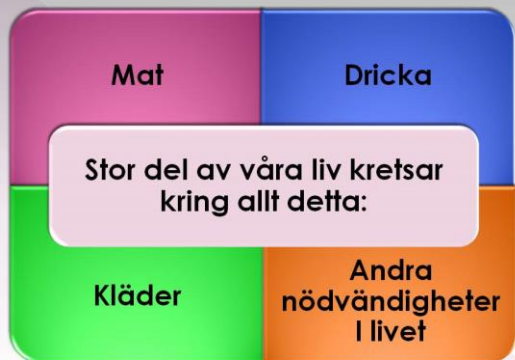 Mat
Dricka
Stor del av våra liv kretsar
kring allt detta:
Kläder
Andra
nödvändigheter
I livet